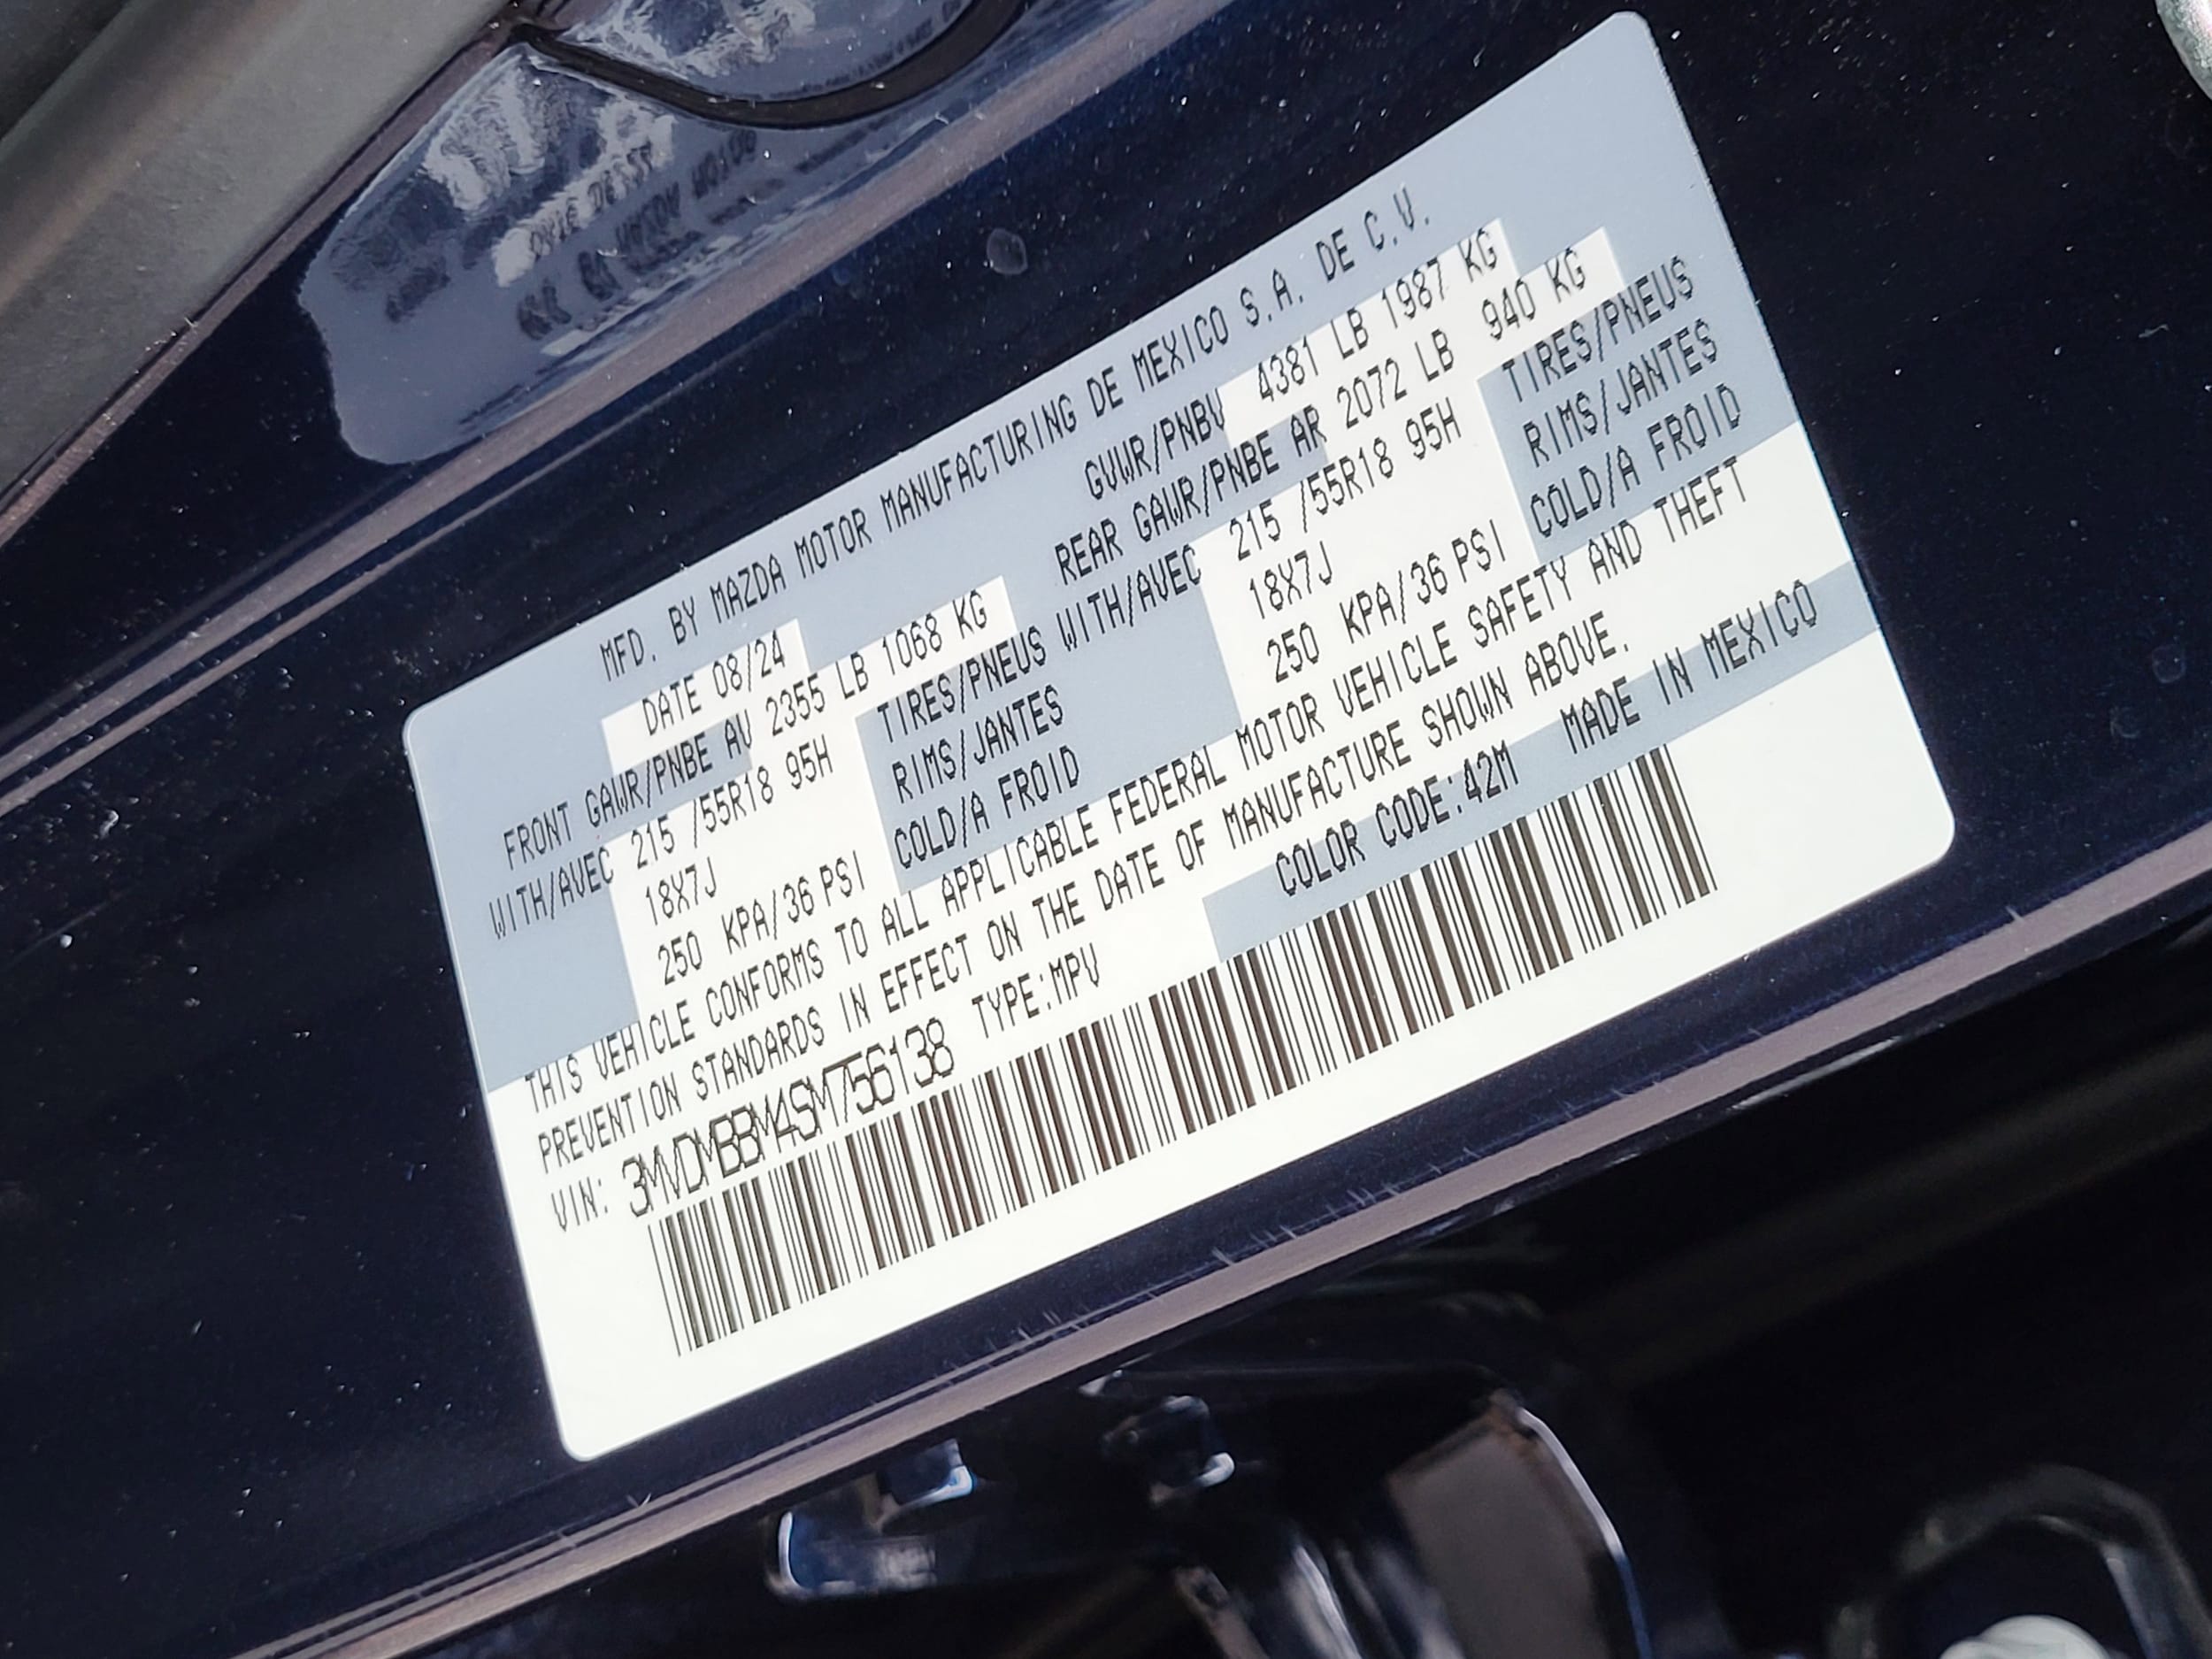 MFD. BY MAZDA MOTOR MANUFACTURING DE MEXICO S.A. DE C.V.
DATE 08/24 GVWR/PNBV 4381 LB 1987 KG
FRONT GAWR/PNBE AV 2355 LB 1068 KG REAR GAWR/PNBE AR 2072 LB 940 KG
WITH/AVEC 215 /55R18 95H TIRES/PNEUS WITH/AVEC 215 /55R18 95H TIRES/PNEUS
18X7J RIMS/JANTES 18X7J RIMS/JANTES
250 KPA/36 PSI COLD/A FROID 250 KPA/36 PSI COLD/A FROID
THIS VEHICLE CONFORMS TO ALL APPLICABLE FEDERAL MOTOR VEHICLE SAFETY AND THEFT
PREVENTION STANDARDS IN EFFECT ON THE DATE OF MANUFACTURE SHOWN ABOVE.
VIN: 3MVDMBBM4SM756138 TYPE:MPV COLOR CODE:42M MADE IN MEXICO